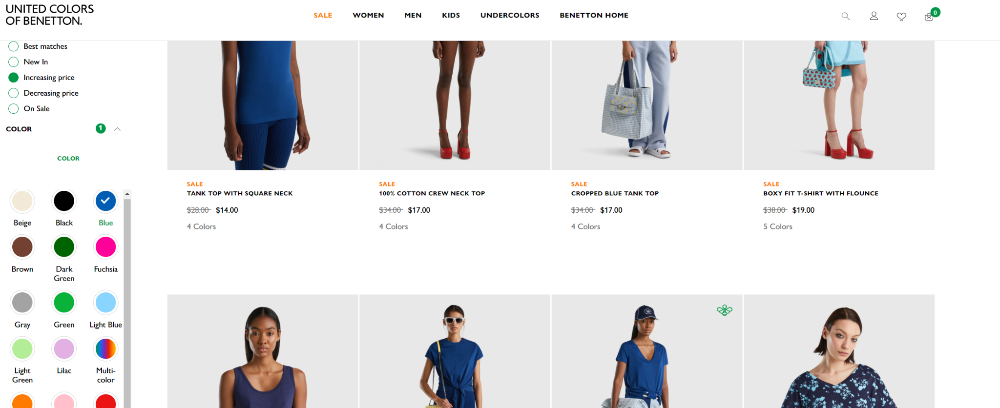 UNITED COLORS
OF BENETTON.
SALE
WOMEN
MEN
KIDS
UNDERCOLORS
BENETTON HOME
0
Best matches
New In
Increasing price
Decreasing price
On Sale
COLOR
1
COLOR
Beige
Black
Blue
Brown
Dark
Green
Fuchsia
Gray
Green
Light Blue
Light
Green
Lilac
Multi-
color
SALE
TANK TOP WITH SQUARE NECK
$28.00 $14.00
4 Colors
SALE
100% COTTON CREW NECK TOP
$34.00 $17.00
4 Colors
SALE
CROPPED BLUE TANK TOP
$34.00 $17.00
4 Colors
SALE
BOXY FIT T-SHIRT WITH FLOUNCE
$38.00 $19.00
5 Colors